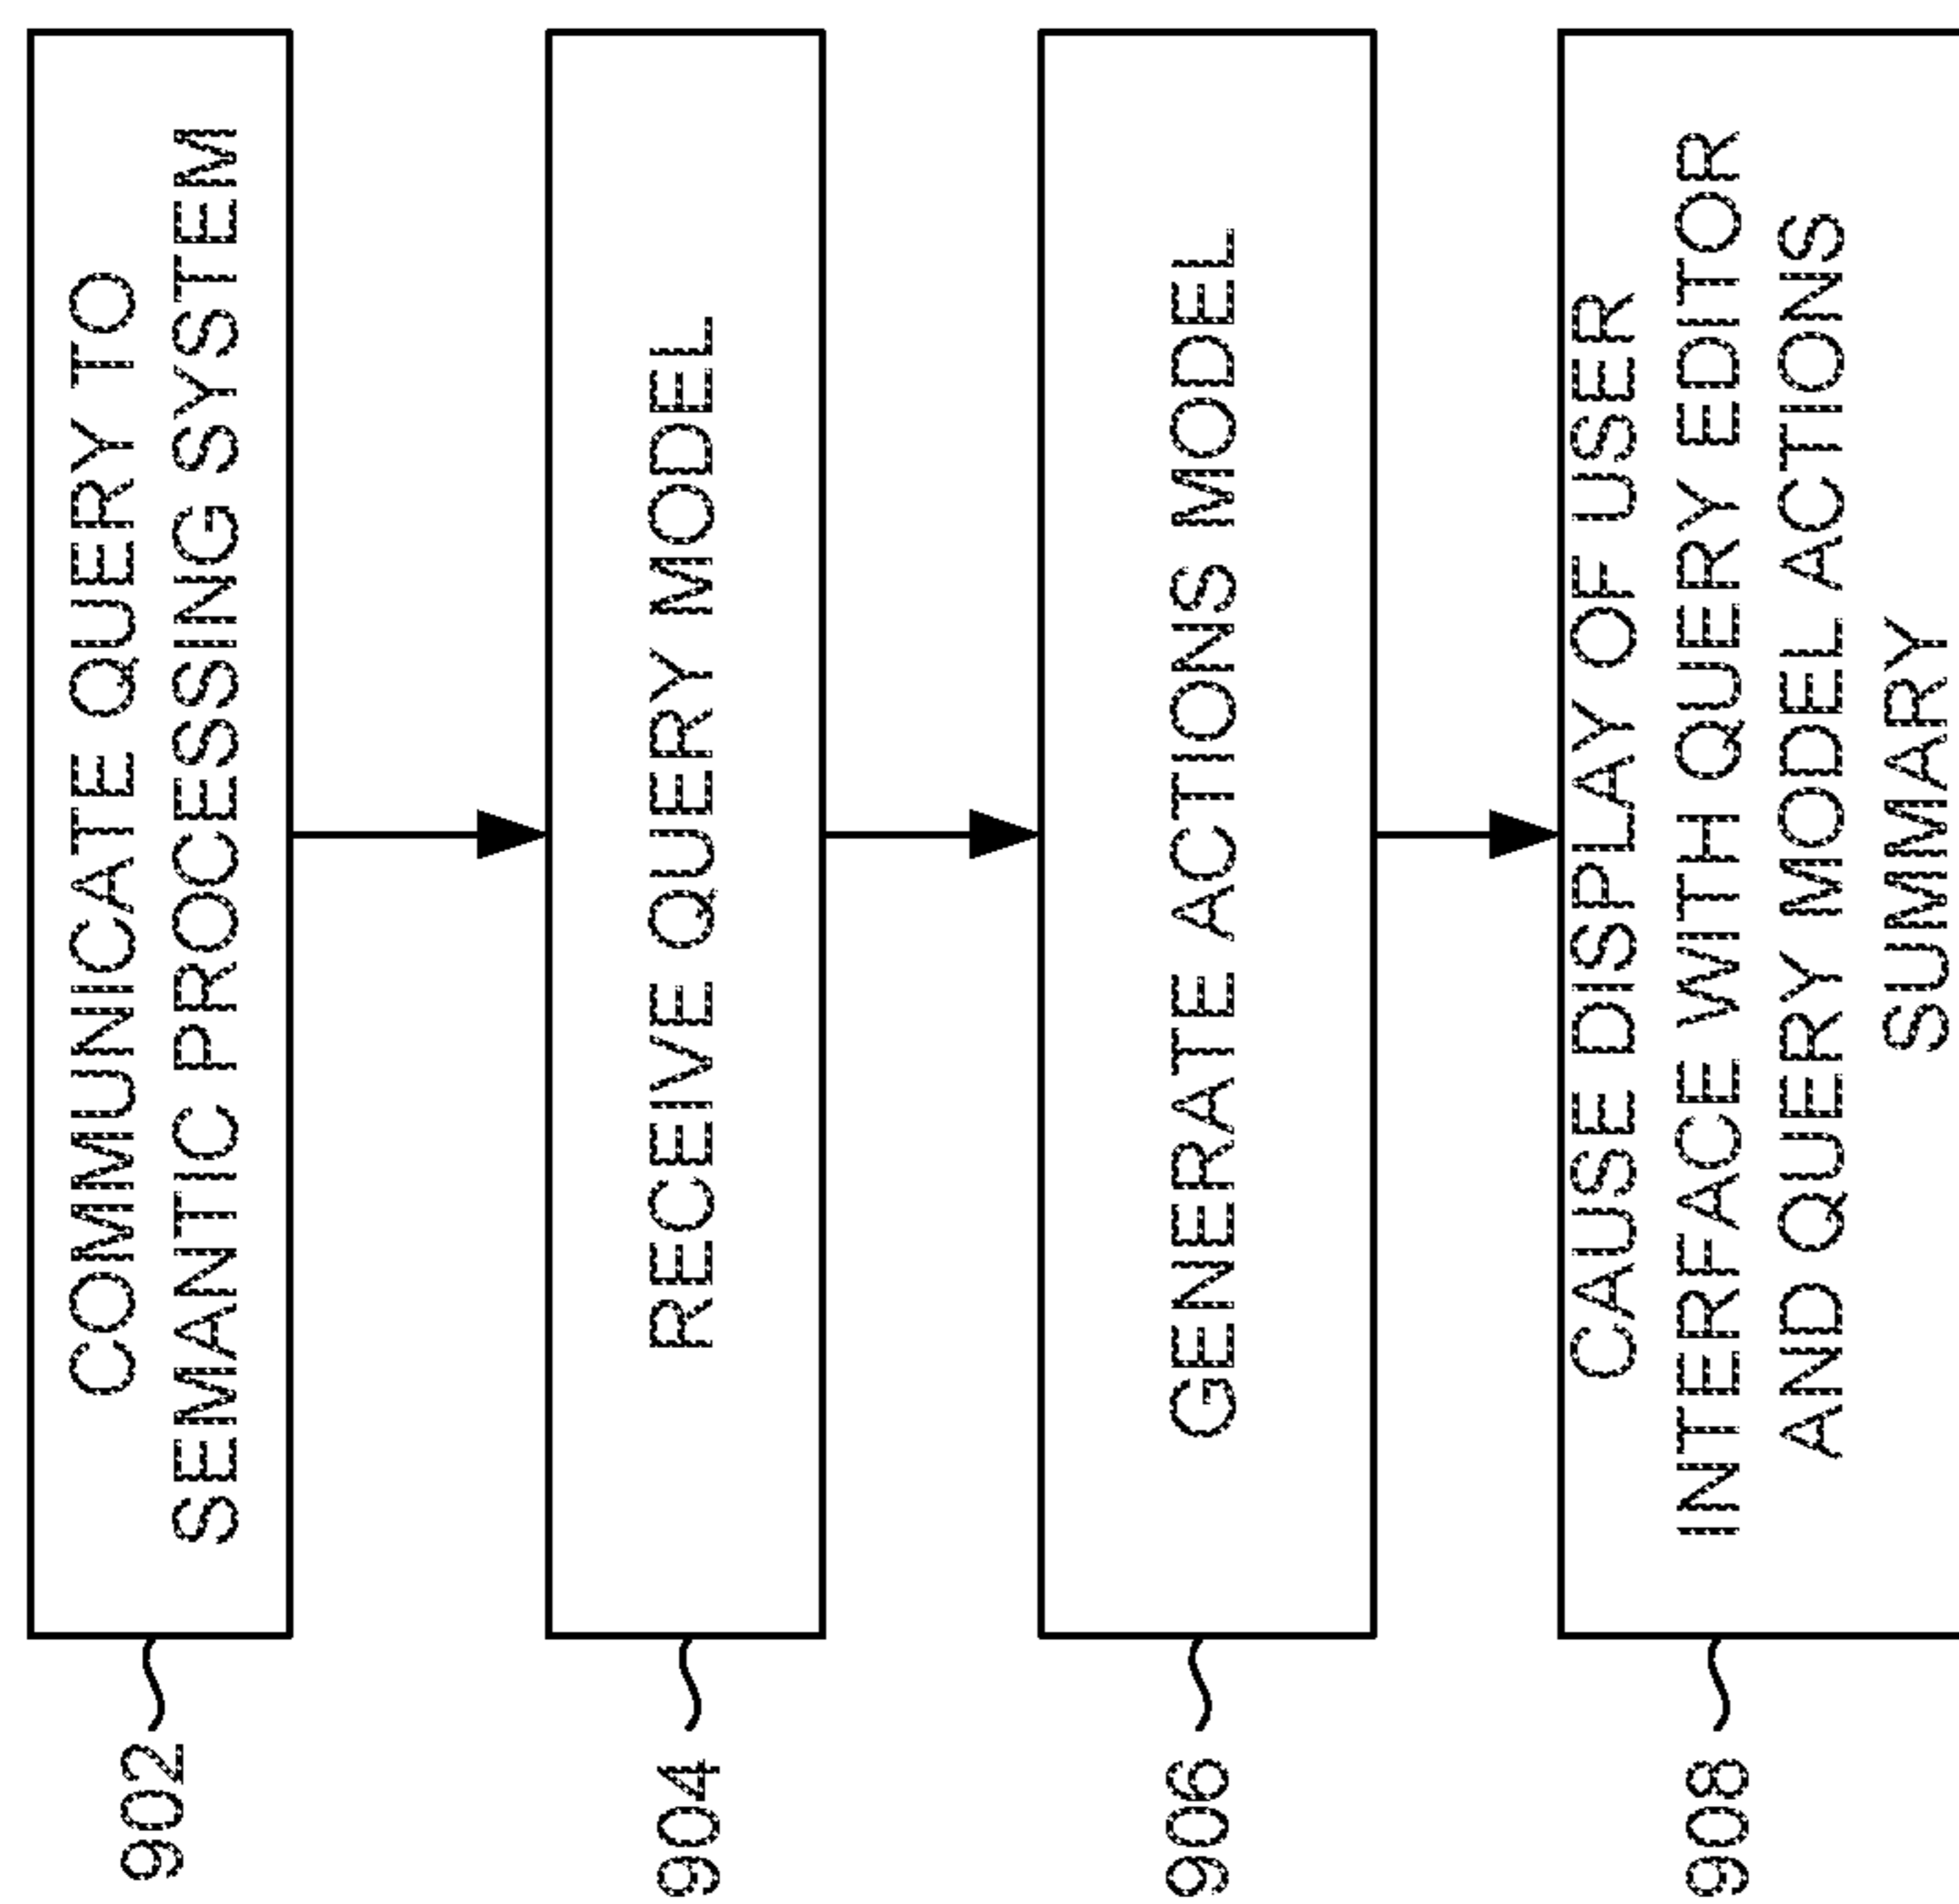 902
COMMUNICATE QUERY TO
SEMANTIC PROCESSING SYSTEM
904
RECEIVE QUERY MODEL
906
GENERATE ACTIONS MODEL
908
CAUSE DISPLAY OF USER
INTERFACE WITH QUERY EDITOR
AND QUERY MODEL ACTIONS
SUMMARY